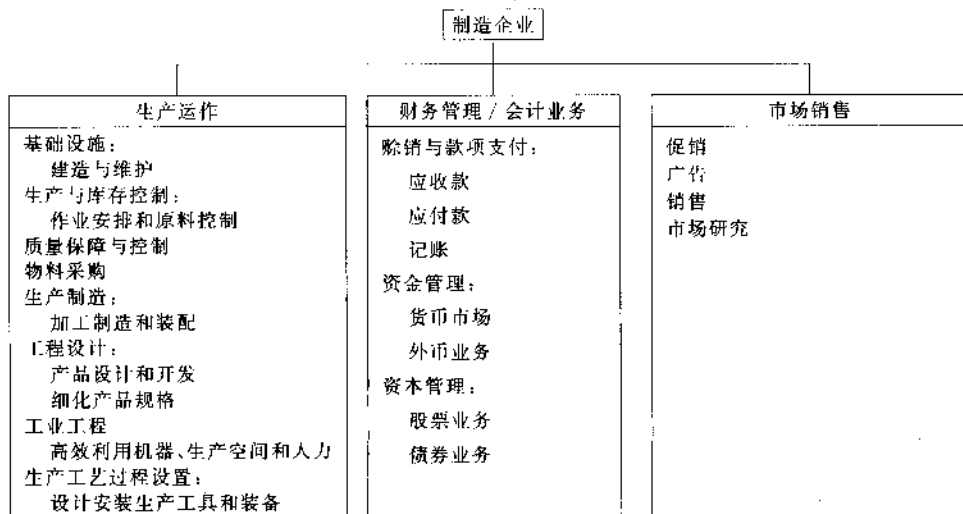 制造企业
生产运作
基础设施：
建造与维护
生产与库存控制：
作业安排和原料控制
质量保障与控制
物料采购
生产制造：
加工制造和装配
工程设计：
产品设计和开发
细化产品规格
工业工程
高效利用机器、生产空间和人力
生产工艺过程设置：
设计安装生产工具和装备
财务管理/会计业务
赊销与款项支付：
应收款
应付款
记账
资金管理：
货币市场
外币业务
资本管理：
股票业务
债券业务
市场销售
促销
广告
销售
市场研究